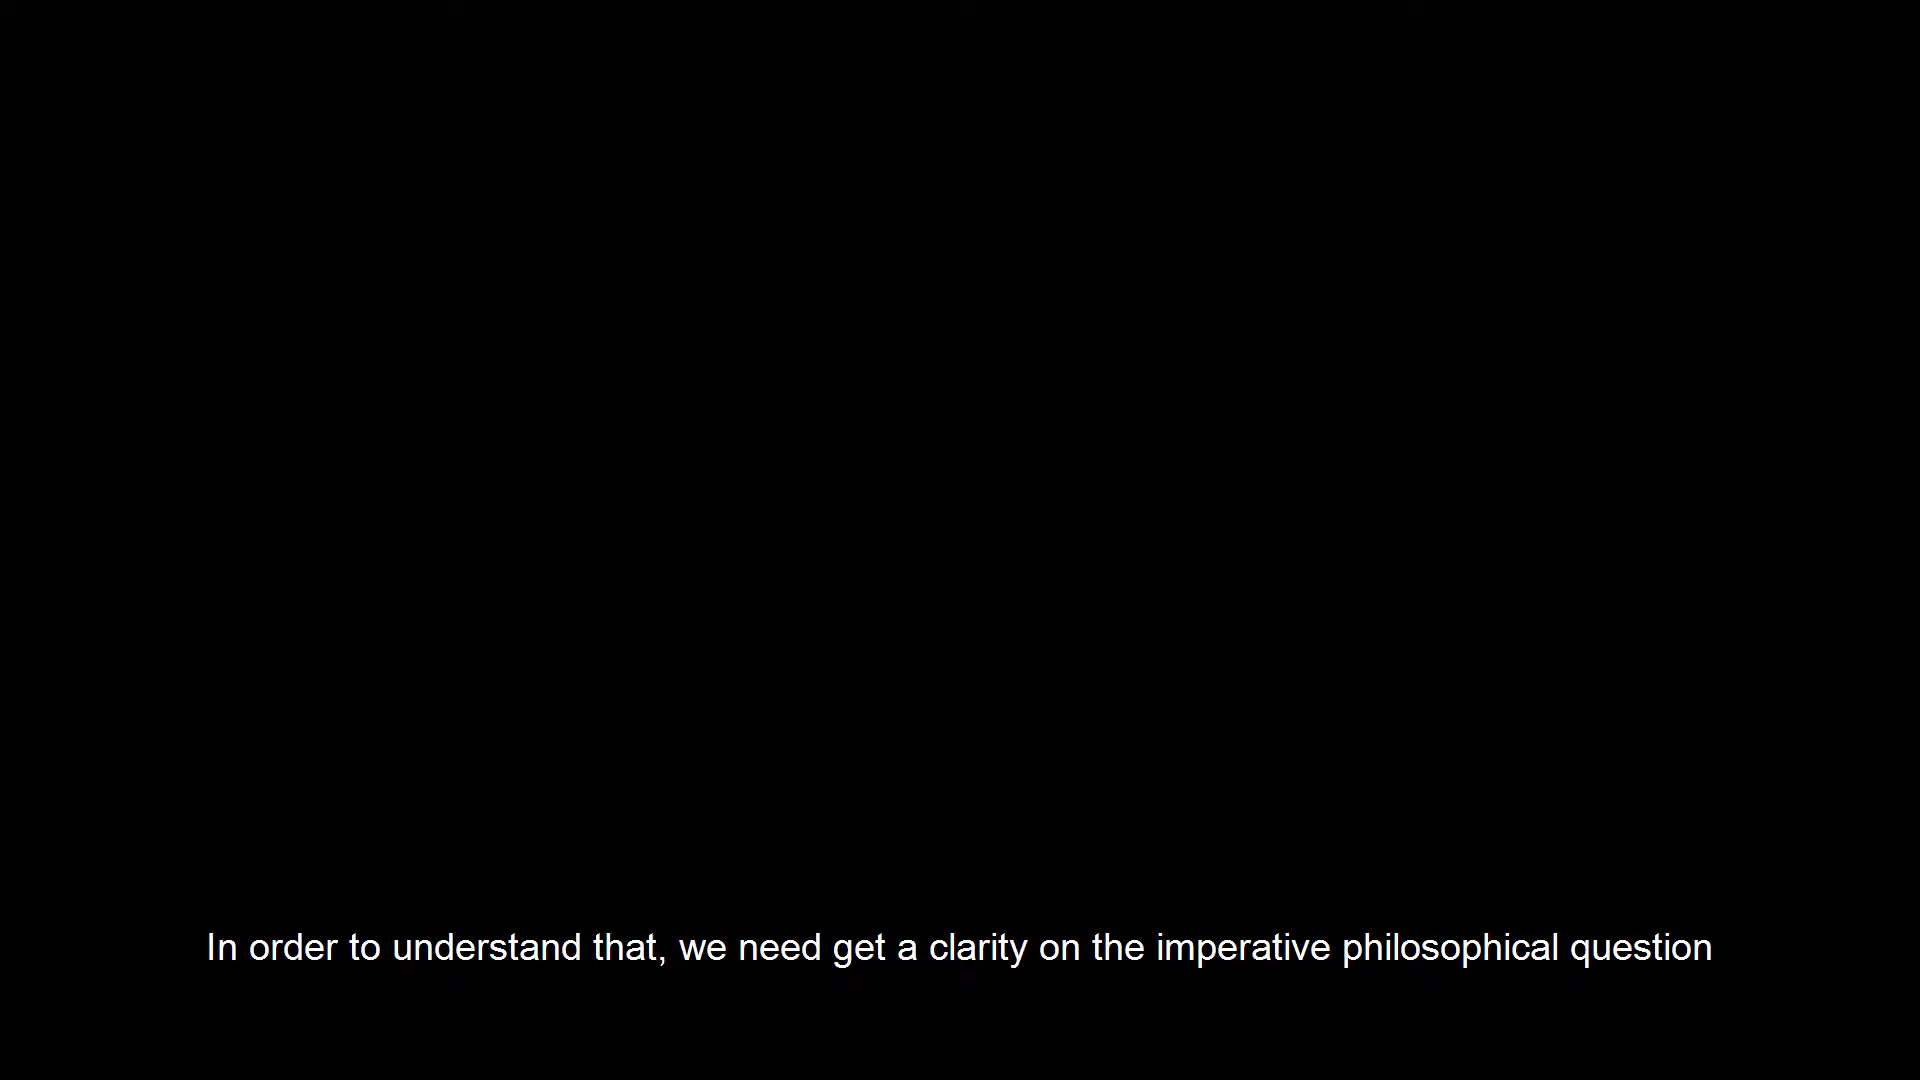 In order to understand that, we need get a clarity on the imperative philosophical question